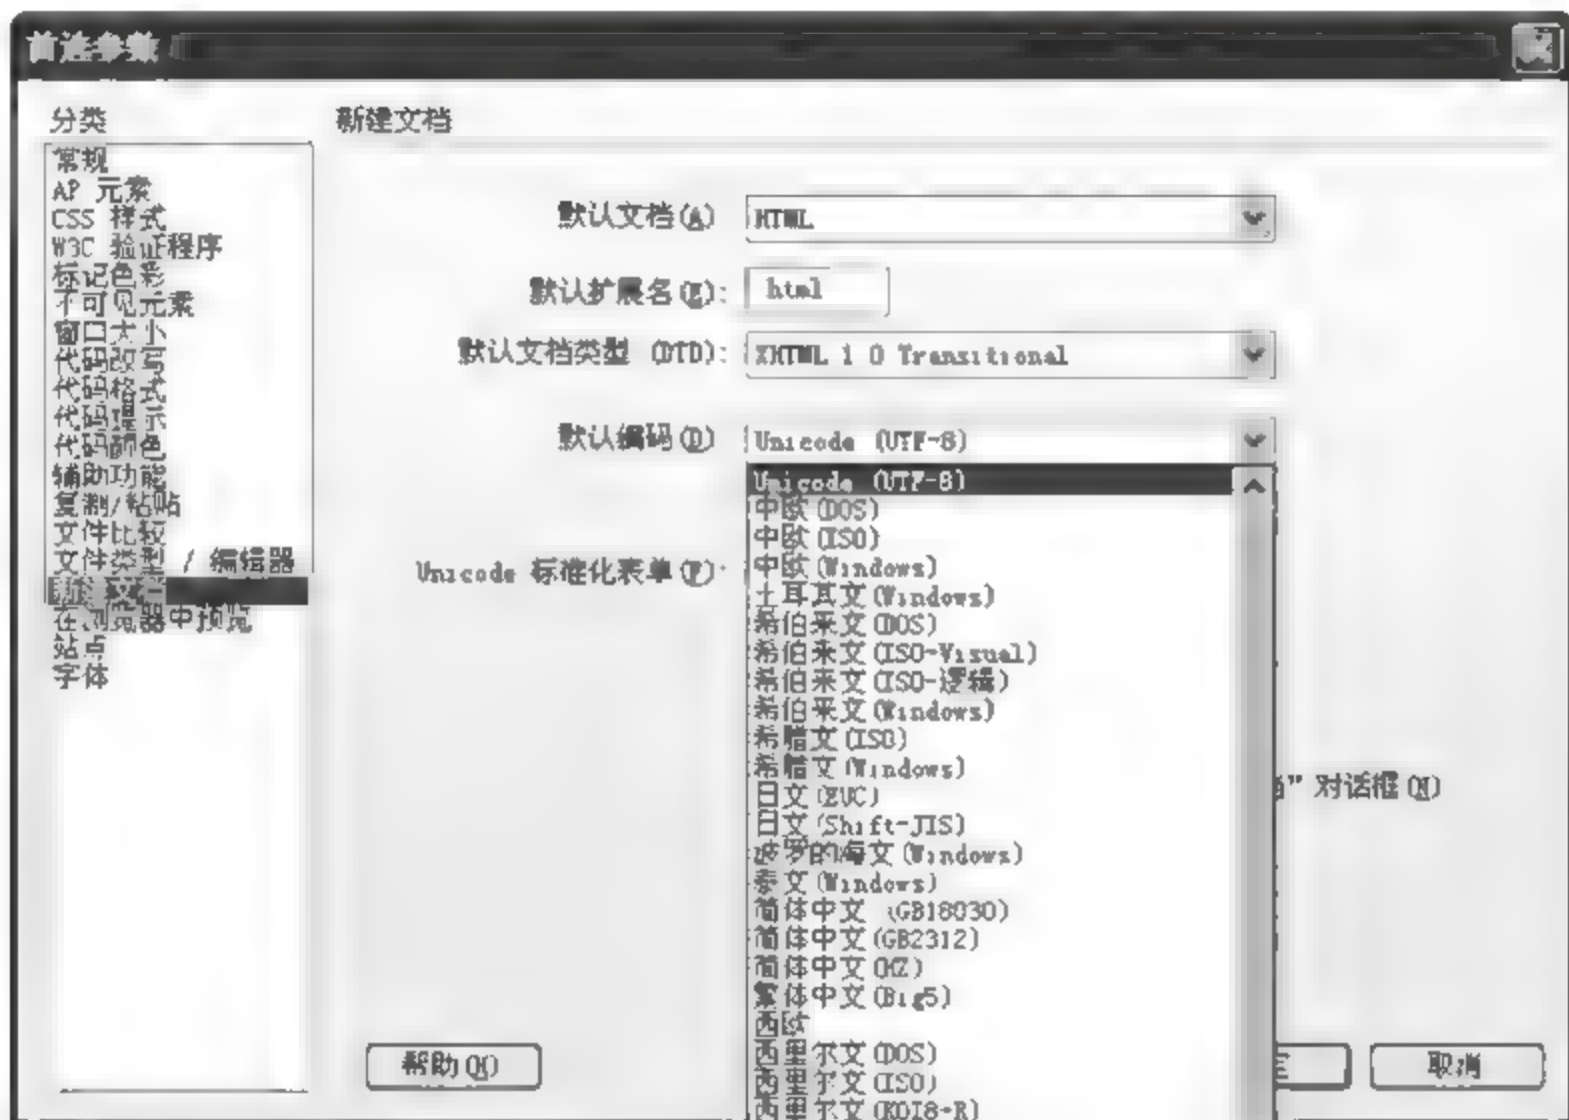 首选参数
分类
常规
AP 元素
CSS 样式
W3C 验证程序
标记色彩
不可见元素
窗口大小
代码改写
代码格式
代码提示
代码颜色
辅助功能
复制/粘贴
文件比较
文件类型 / 编辑器
新建文档
在浏览器中预览
站点
字体
新建文档
默认文档(A) HTML
默认扩展名(E): html
默认文档类型 (DTD): XHTML 1 0 Transitional
默认编码(D) Unicode (UTF-8)
Unicode (UTF-8)
中欧(DOS)
中欧(ISO)
中欧(Windows)
土耳其文(Windows)
希伯来文(DOS)
希伯来文(ISO-Visual)
希伯来文(ISO-逻辑)
希伯来文(Windows)
希腊文(ISO)
希腊文(Windows)
日文(EUC)
日文(Shift-JIS)
波罗的海文(Windows)
泰文(Windows)
简体中文 (GB18030)
简体中文(GB2312)
简体中文(HZ)
繁体中文(Big5)
西欧
西里尔文(DOS)
西里尔文(ISO)
西里尔文(KOI8-R)
Unicode 标准化表单(F):
”对话框(N)
帮助(H)
取消